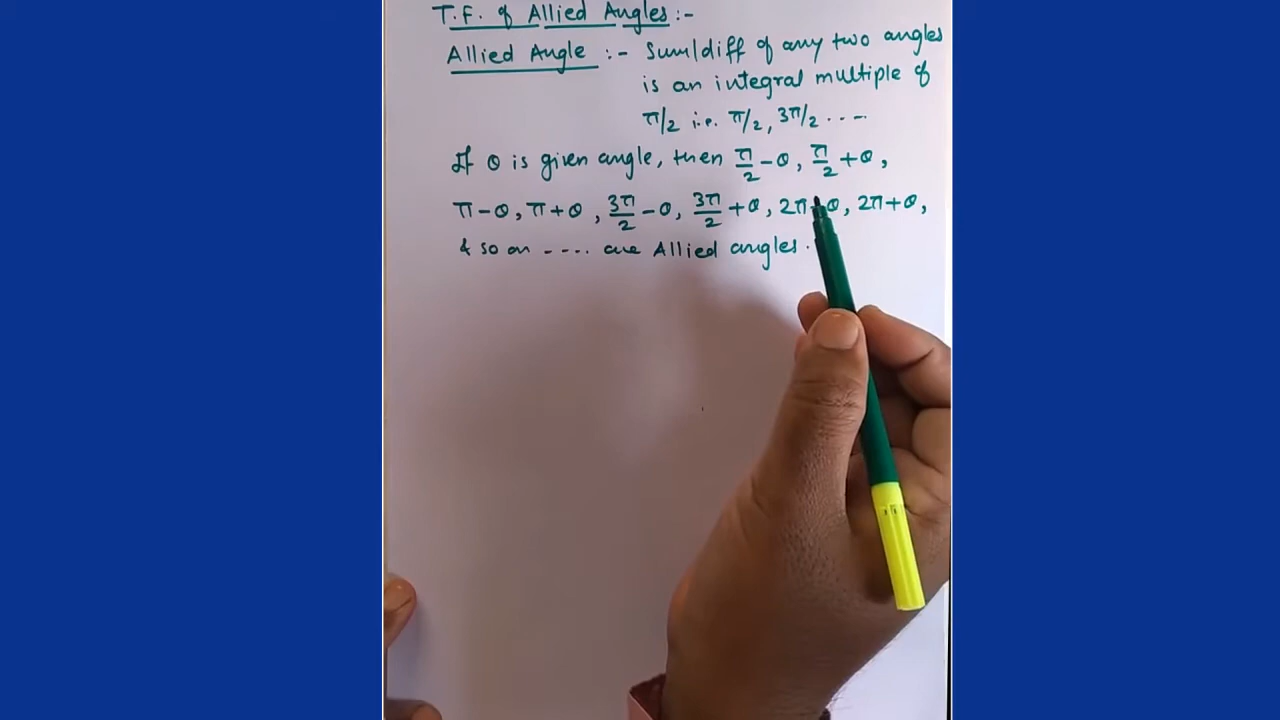 T.F. of Allied Angles :-
Allied Angle :- Sum/diff of any two angles
is an integral multiple of
π/2 i.e. π/2, 3π/2 ....
If θ is given angle, then π/2 - θ, π/2 + θ,
π - θ, π + θ, 3π/2 - θ, 3π/2 + θ, 2π - θ, 2π + θ,
& so on ---- are Allied angles.